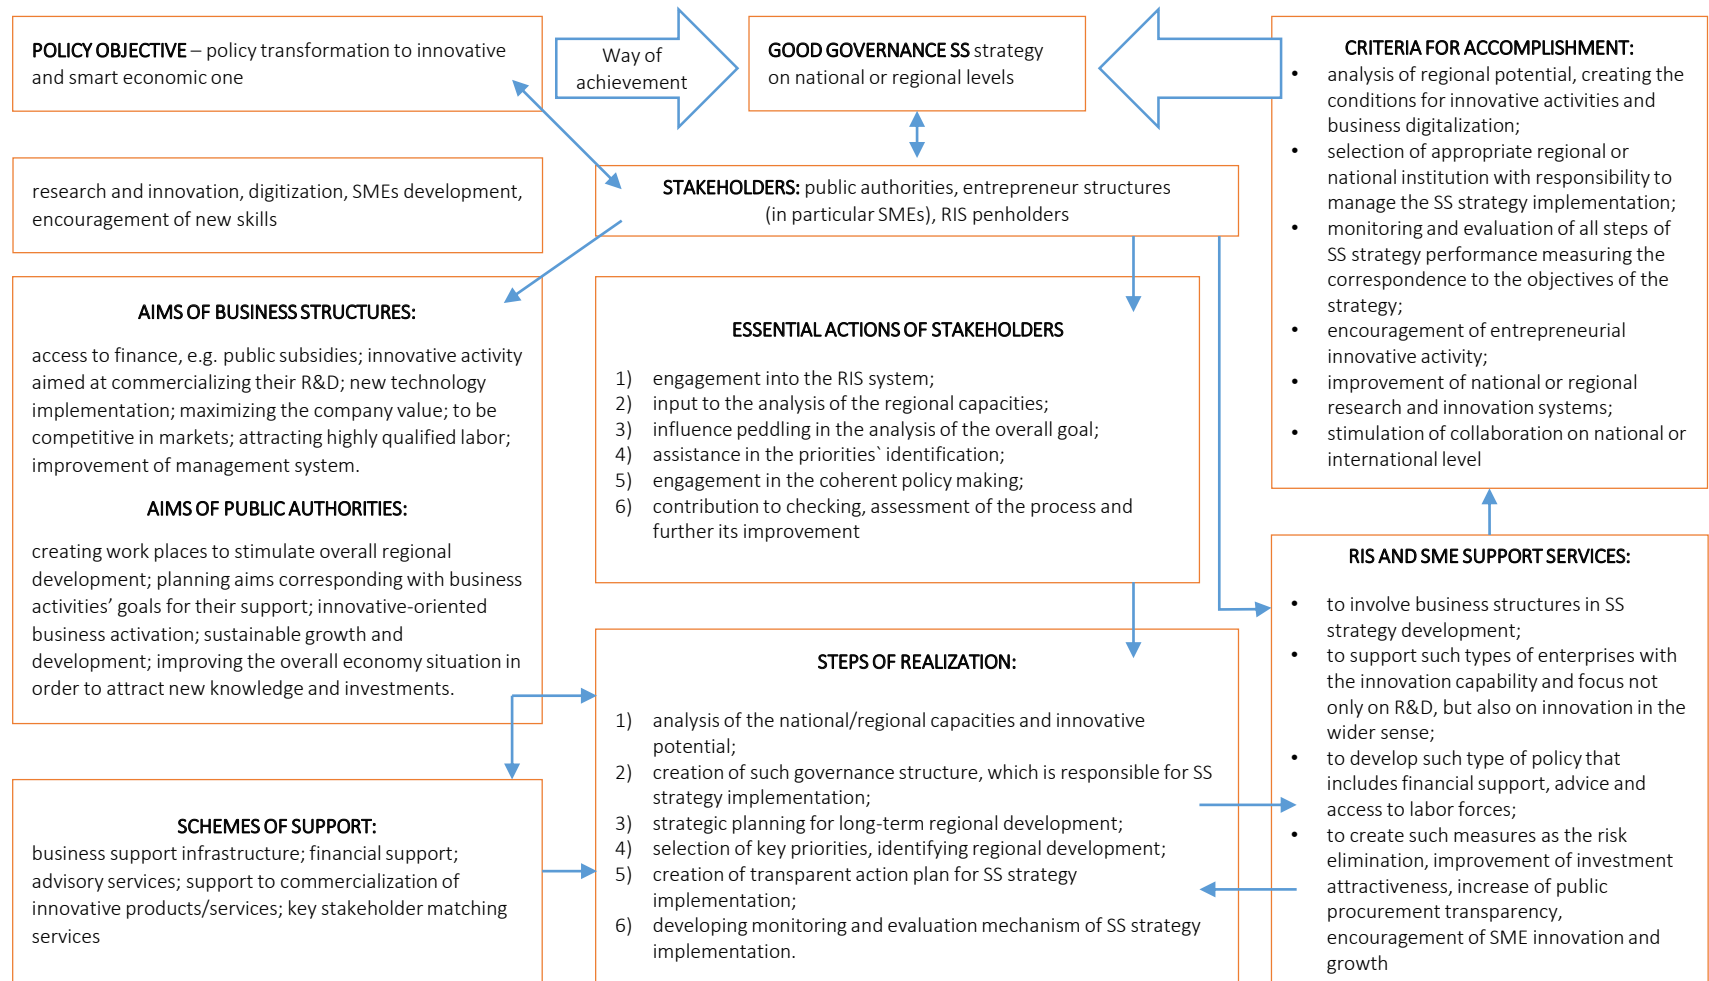 POLICY OBJECTIVE – policy transformation to innovative
and smart economic one
Way of
achievement
GOOD GOVERNANCE SS strategy
on national or regional levels
CRITERIA FOR ACCOMPLISHMENT:
• analysis of regional potential, creating the
conditions for innovative activities and
business digitalization;
• selection of appropriate regional or
national institution with responsibility to
manage the SS strategy implementation;
• monitoring and evaluation of all steps of
SS strategy performance measuring the
correspondence to the objectives of the
strategy;
• encouragement of entrepreneurial
innovative activity;
• improvement of national or regional
research and innovation systems;
• stimulation of collaboration on national or
international level
research and innovation, digitization, SMEs development,
encouragement of new skills
STAKEHOLDERS: public authorities, entrepreneur structures
(in particular SMEs), RIS penholders
AIMS OF BUSINESS STRUCTURES:
access to finance, e.g. public subsidies; innovative activity
aimed at commercializing their R&D; new technology
implementation; maximizing the company value; to be
competitive in markets; attracting highly qualified labor;
improvement of management system.
AIMS OF PUBLIC AUTHORITIES:
creating work places to stimulate overall regional
development; planning aims corresponding with business
activities’ goals for their support; innovative-oriented
business activation; sustainable growth and
development; improving the overall economy situation in
order to attract new knowledge and investments.
ESSENTIAL ACTIONS OF STAKEHOLDERS
1) engagement into the RIS system;
2) input to the analysis of the regional capacities;
3) influence peddling in the analysis of the overall goal;
4) assistance in the priorities` identification;
5) engagement in the coherent policy making;
6) contribution to checking, assessment of the process and
further its improvement
RIS AND SME SUPPORT SERVICES:
• to involve business structures in SS
strategy development;
• to support such types of enterprises with
the innovation capability and focus not
only on R&D, but also on innovation in the
wider sense;
• to develop such type of policy that
includes financial support, advice and
access to labor forces;
• to create such measures as the risk
elimination, improvement of investment
attractiveness, increase of public
procurement transparency,
encouragement of SME innovation and
growth
STEPS OF REALIZATION:
1) analysis of the national/regional capacities and innovative
potential;
2) creation of such governance structure, which is responsible for SS
strategy implementation;
3) strategic planning for long-term regional development;
4) selection of key priorities, identifying regional development;
5) creation of transparent action plan for SS strategy
implementation;
6) developing monitoring and evaluation mechanism of SS strategy
implementation.
SCHEMES OF SUPPORT:
business support infrastructure; financial support;
advisory services; support to commercialization of
innovative products/services; key stakeholder matching
services